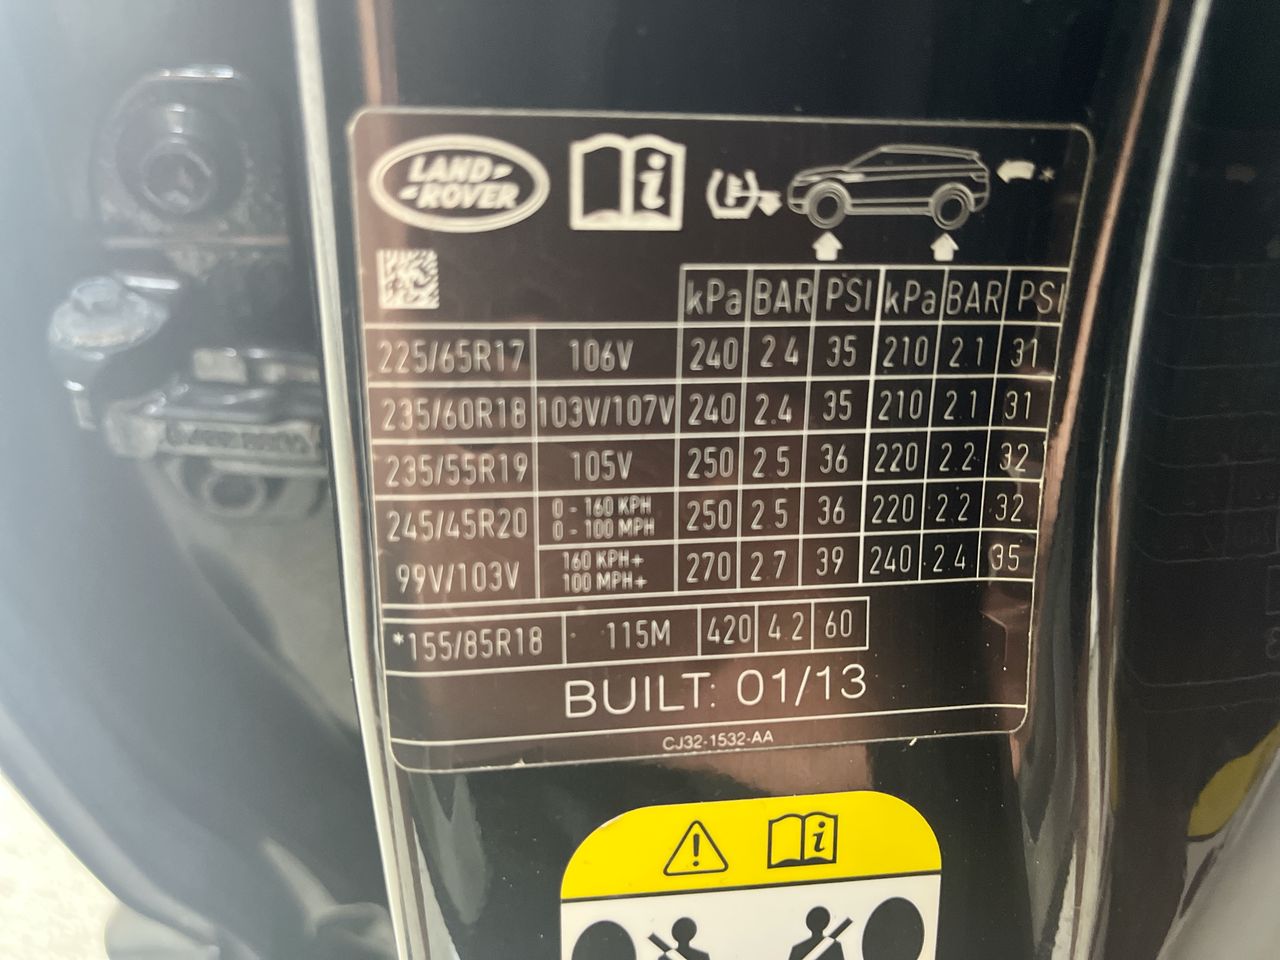 LAND ROVER
kPa BAR PSI kPa BAR PSI
225/65R17 106V 240 2.4 35 210 2.1 31
235/60R18 103V/107V 240 2.4 35 210 2.1 31
235/55R19 105V 250 2.5 36 220 2.2 32
245/45R20 0 - 160 KPH 250 2.5 36 220 2.2 32
0 - 100 MPH
99V/103V 160 KPH+ 270 2.7 39 240 2.4 35
100 MPH+
*155/85R18 115M 420 4.2 60
BUILT: 01/13
CJ32-1532-AA